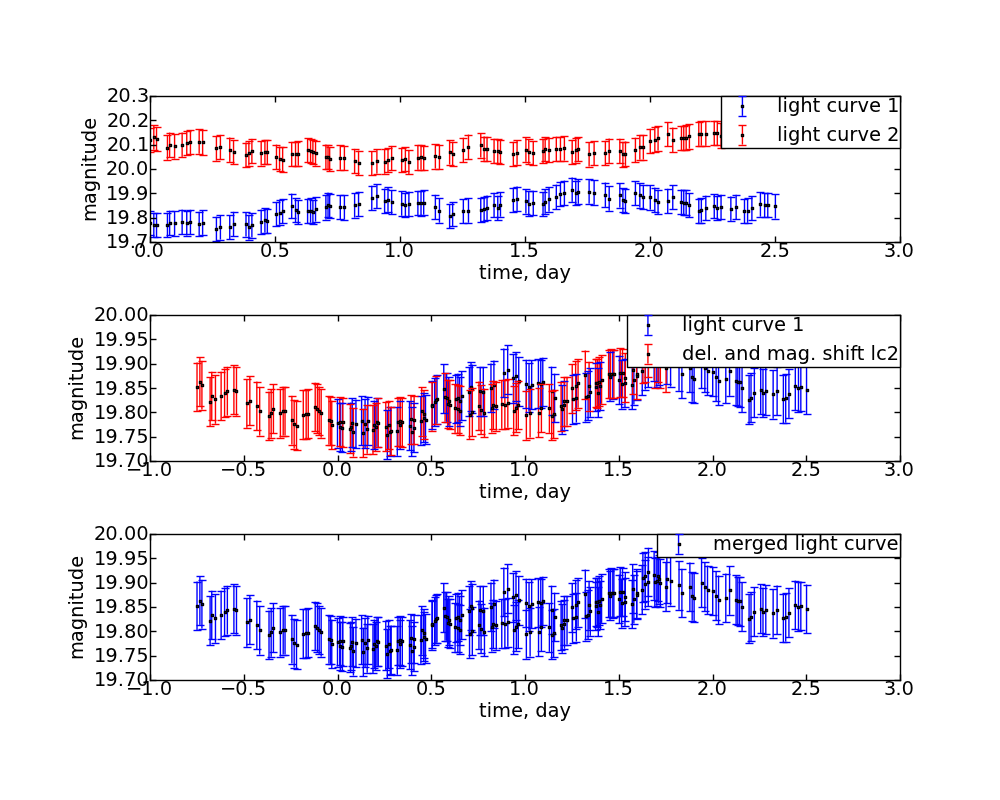 20.3
20.2
20.1
20.0
19.9
19.8
19.7
magnitude
light curve 1
light curve 2
0.0 0.5 1.0 1.5 2.0 2.5 3.0
time, day
20.00
19.95
19.90
19.85
19.80
19.75
19.70
magnitude
light curve 1
del. and mag. shift lc2
−1.0 −0.5 0.0 0.5 1.0 1.5 2.0 2.5 3.0
time, day
20.00
19.95
19.90
19.85
19.80
19.75
19.70
magnitude
merged light curve
−1.0 −0.5 0.0 0.5 1.0 1.5 2.0 2.5 3.0
time, day